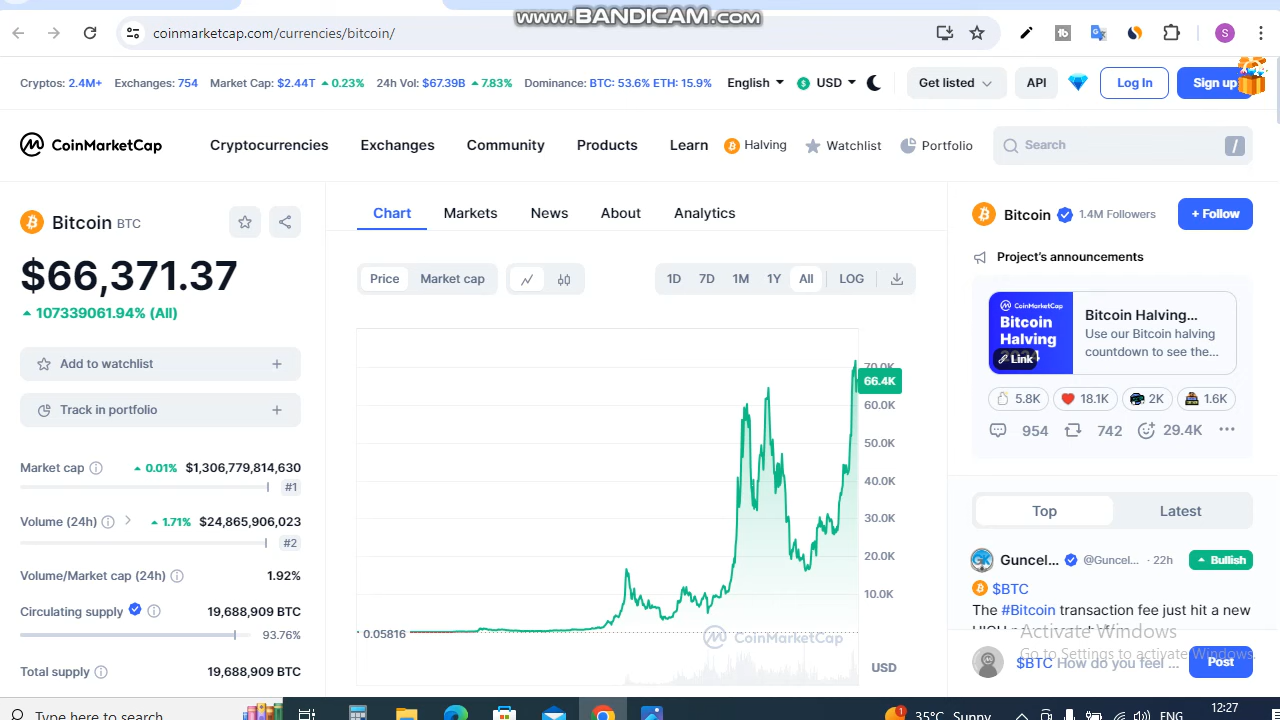 www.BANDICAM.com
coinmarketcap.com/currencies/bitcoin/
S
Cryptos: 2.4M+ Exchanges: 754 Market Cap: $2.44T 0.23% 24h Vol: $67.39B 7.83% Dominance: BTC: 53.6% ETH: 15.9% English USD Get listed API Log In Sign up
CoinMarketCap Cryptocurrencies Exchanges Community Products Learn Halving Watchlist Portfolio Search /
Bitcoin BTC
$66,371.37
107339061.94% (All)
Add to watchlist +
Track in portfolio +
Market cap 0.01% $1,306,779,814,630
#1
Volume (24h) 1.71% $24,865,906,023
#2
Volume/Market cap (24h) 1.92%
Circulating supply 19,688,909 BTC
93.76%
Total supply 19,688,909 BTC
Chart Markets News About Analytics
Price Market cap 1D 7D 1M 1Y All LOG
70.0K
66.4K
60.0K
50.0K
40.0K
30.0K
20.0K
10.0K
0.05816
CoinMarketCap
USD
Bitcoin 1.4M Followers + Follow
Project's announcements
CoinMarketCap
Bitcoin
Halving
2024
Link
Bitcoin Halving...
Use our Bitcoin halving
countdown to see the...
5.8K 18.1K 2K 1.6K
954 742 29.4K
Top Latest
Guncel... @Guncel... · 22h Bullish
$BTC
The #Bitcoin transaction fee just hit a new
Activate Windows
Go to Settings to activate Windows.
$BTC How do you feel ... Post
Type here to search
1 35°C Sunny ENG 12:27